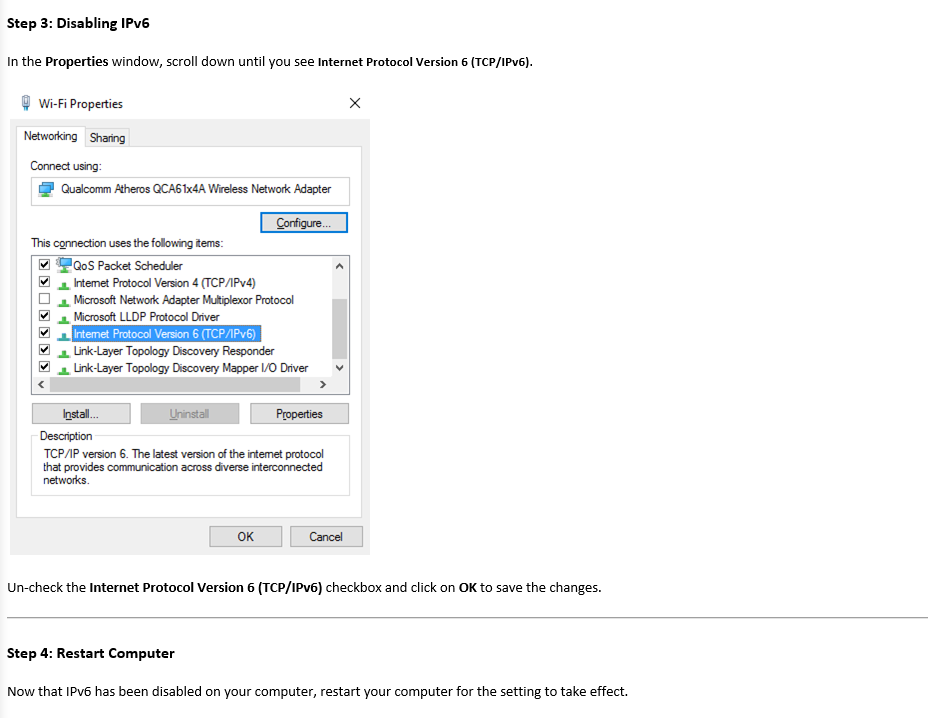 Step 3: Disabling IPv6
In the Properties window, scroll down until you see Internet Protocol Version 6 (TCP/IPv6).
Wi-Fi Properties
Networking Sharing
Connect using:
Qualcomm Atheros QCA61x4A Wireless Network Adapter
Configure...
This connection uses the following items:
QoS Packet Scheduler
Internet Protocol Version 4 (TCP/IPv4)
Microsoft Network Adapter Multiplexor Protocol
Microsoft LLDP Protocol Driver
Internet Protocol Version 6 (TCP/IPv6)
Link-Layer Topology Discovery Responder
Link-Layer Topology Discovery Mapper I/O Driver
Install... Uninstall Properties
Description
TCP/IP version 6. The latest version of the internet protocol
that provides communication across diverse interconnected
networks.
OK Cancel
Un-check the Internet Protocol Version 6 (TCP/IPv6) checkbox and click on OK to save the changes.
Step 4: Restart Computer
Now that IPv6 has been disabled on your computer, restart your computer for the setting to take effect.